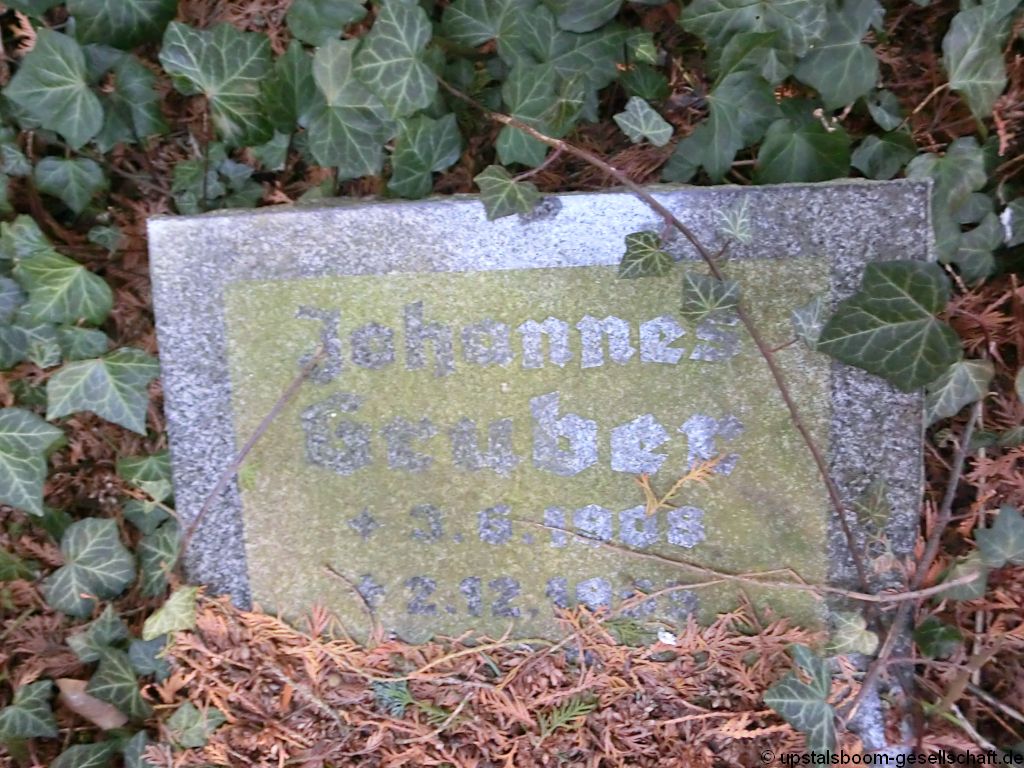 Johannes
Gruber
* 3. 6. 1908
† 2. 12.
© upstalsboom-gesellschaft.de